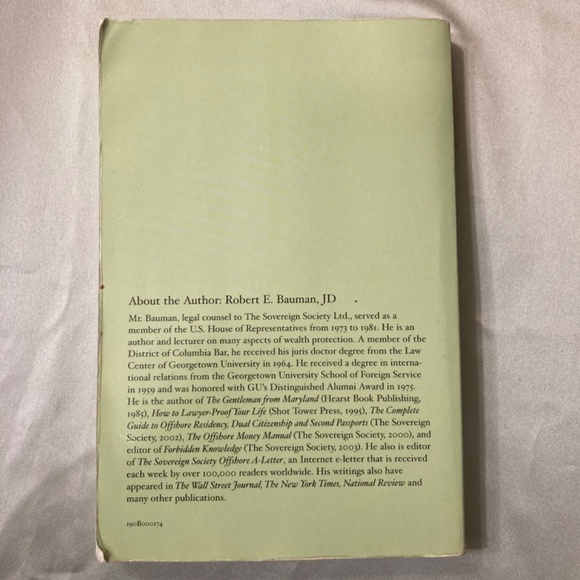 About the Author: Robert E. Bauman, JD
Mr. Bauman, legal counsel to The Sovereign Society Ltd., served as a
member of the U.S. House of Representatives from 1973 to 1981. He is an
author and lecturer on many aspects of wealth protection. A member of the
District of Columbia Bar, he received his juris doctor degree from the Law
Center of Georgetown University in 1964. He received a degree in interna-
tional relations from the Georgetown University School of Foreign Service
in 1959 and was honored with GU's Distinguished Alumni Award in 1975.
He is the author of The Gentleman from Maryland (Hearst Book Publishing,
1985), How to Lawyer-Proof Your Life (Shot Tower Press, 1995), The Complete
Guide to Offshore Residency, Dual Citizenship and Second Passports (The Sovereign
Society, 2002), The Offshore Money Manual (The Sovereign Society, 2000), and
editor of Forbidden Knowledge (The Sovereign Society, 2003). He also is editor
of The Sovereign Society Offshore A-Letter, an Internet e-letter that is received
each week by over 100,000 readers worldwide. His writings also have
appeared in The Wall Street Journal, The New York Times, National Review and
many other publications.
190B000174